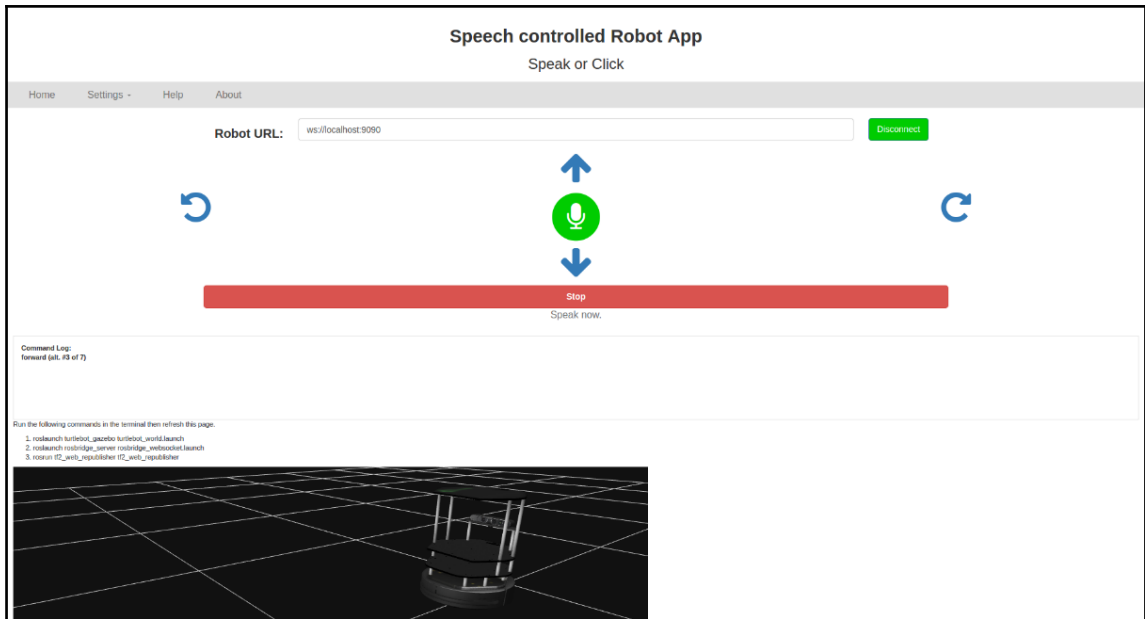 Speech controlled Robot App
Speak or Click
Home Settings Help About
Robot URL: ws://localhost:9090 Disconnect
Stop
Speak now.
Command Log:
forward (alt. #3 of 7)
Run the following commands in the terminal then refresh this page.
1. roslaunch turtlebot_gazebo turtlebot_world.launch
2. roslaunch rosbridge_server rosbridge_websocket.launch
3. rosrun tf2_web_republisher tf2_web_republisher